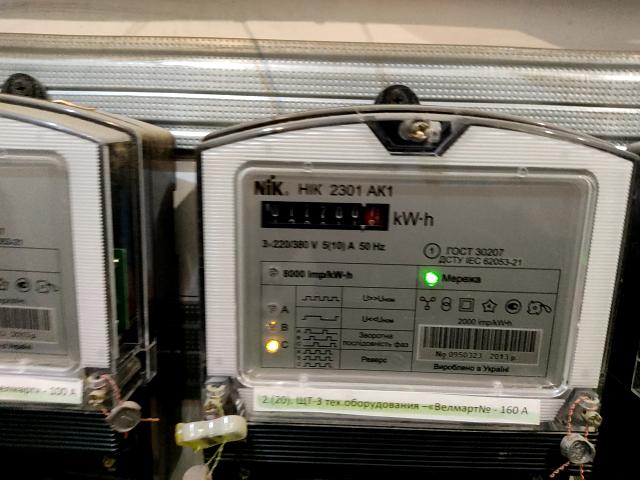 NiK НІК 2301 АК1
kW·h
3×220/380 V 5(10) A 50 Hz
1 ГОСТ 30207
ДСТУ IEC 62053-21
8000 imp/kW·h
Мережа
A U>>Uном
B U<<Uном
C Зворотна
послідовність фаз
Реверс
2000 imp/kW·h
№ 0950323 2013 р.
Вироблено в Україні
2.(20). ЩТ-3 тех.оборудования –«Велмарт№ - 160 А
- 100 А